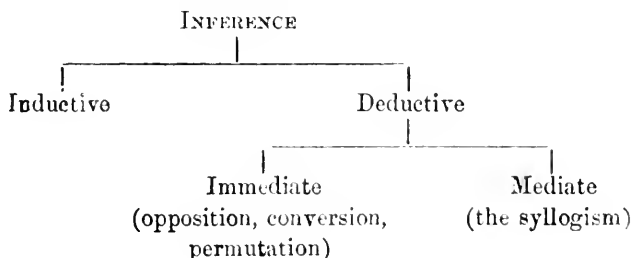 INFERENCE
Inductive Deductive
Immediate Mediate
(opposition, conversion, (the syllogism)
permutation)